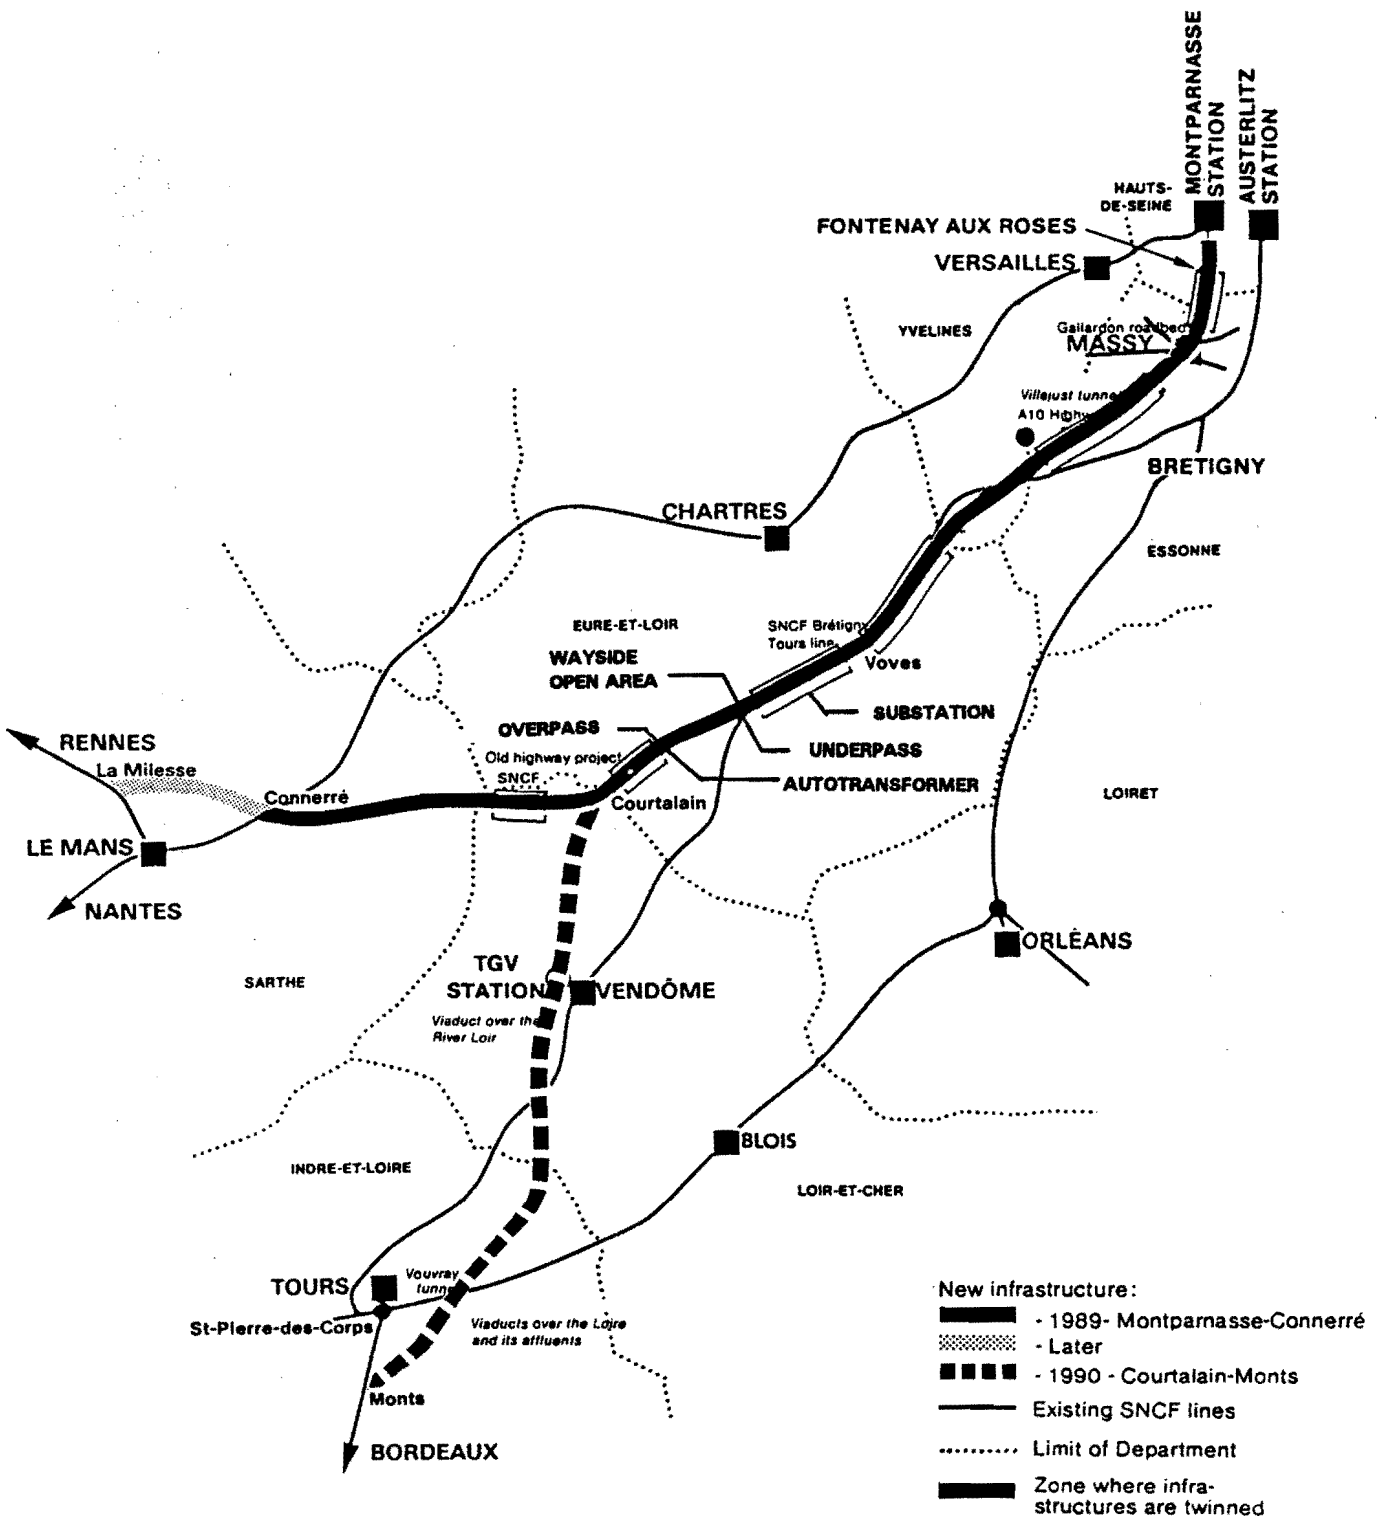 MONTPARNASSE
STATION
AUSTERLITZ
STATION
HAUTS-
DE-SEINE
FONTENAY AUX ROSES
VERSAILLES
YVELINES
Gallardon roadbed
MASSY
Villejust tunnel
A10 Highw
BRETIGNY
CHARTRES
ESSONNE
EURE-ET-LOIR
SNCF Brétigny
Tours line
WAYSIDE
OPEN AREA
Voves
SUBSTATION
OVERPASS
UNDERPASS
RENNES
La Milesse
Old highway project
SNCF
AUTOTRANSFORMER
Connerré
Courtalain
LOIRET
LE MANS
NANTES
ORLÉANS
SARTHE
TGV
STATION
VENDÔME
Viaduct over the
River Loir
BLOIS
INDRE-ET-LOIRE
LOIR-ET-CHER
TOURS
Vouvray
tunnel
St-Pierre-des-Corps
Viaducts over the Loire
and its affluents
Monts
BORDEAUX
New infrastructure:
- 1989- Montparnasse-Connerré
- Later
- 1990 - Courtalain-Monts
Existing SNCF lines
Limit of Department
Zone where infra-
structures are twinned